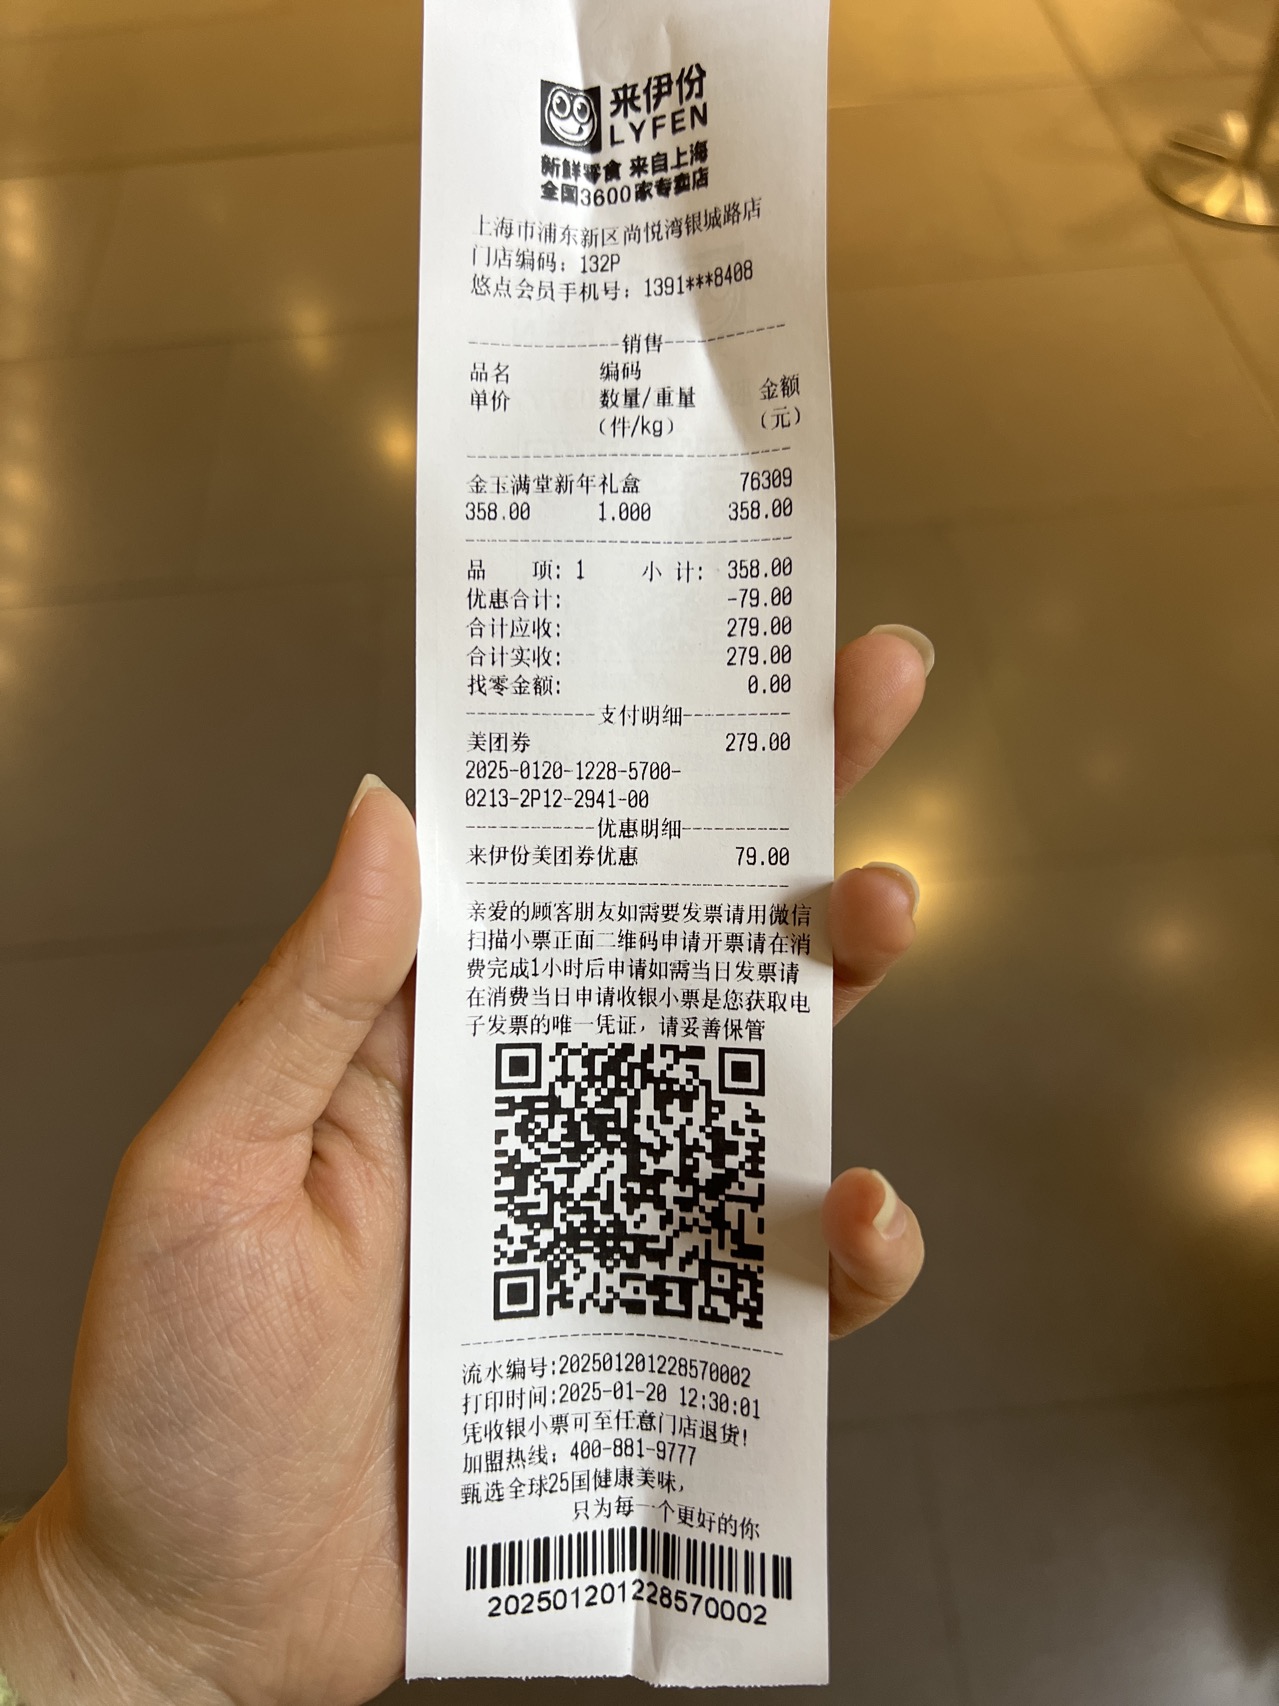 来伊份
LYFEN
新鲜零食 来自上海
全国3600家专卖店
上海市浦东新区尚悦湾银城路店
门店编码：132P
悠点会员手机号：1391***8408
--------------销售--------------
品名 编码
单价 数量/重量 金额
（件/kg） （元）
金玉满堂新年礼盒 76309
358.00 1.000 358.00
品 项: 1 小 计: 358.00
优惠合计: -79.00
合计应收: 279.00
合计实收: 279.00
找零金额: 0.00
------------支付明细----------
美团券 279.00
2025-0120-1228-5700-
0213-2P12-2941-00
------------优惠明细----------
来伊份美团券优惠 79.00
亲爱的顾客朋友如需要发票请用微信
扫描小票正面二维码申请开票请在消
费完成1小时后申请如需当日发票请
在消费当日申请收银小票是您获取电
子发票的唯一凭证，请妥善保管
流水编号:202501201228570002
打印时间:2025-01-20 12:30:01
凭收银小票可至任意门店退货!
加盟热线：400-881-9777
甄选全球25国健康美味，
只为每一个更好的你
202501201228570002